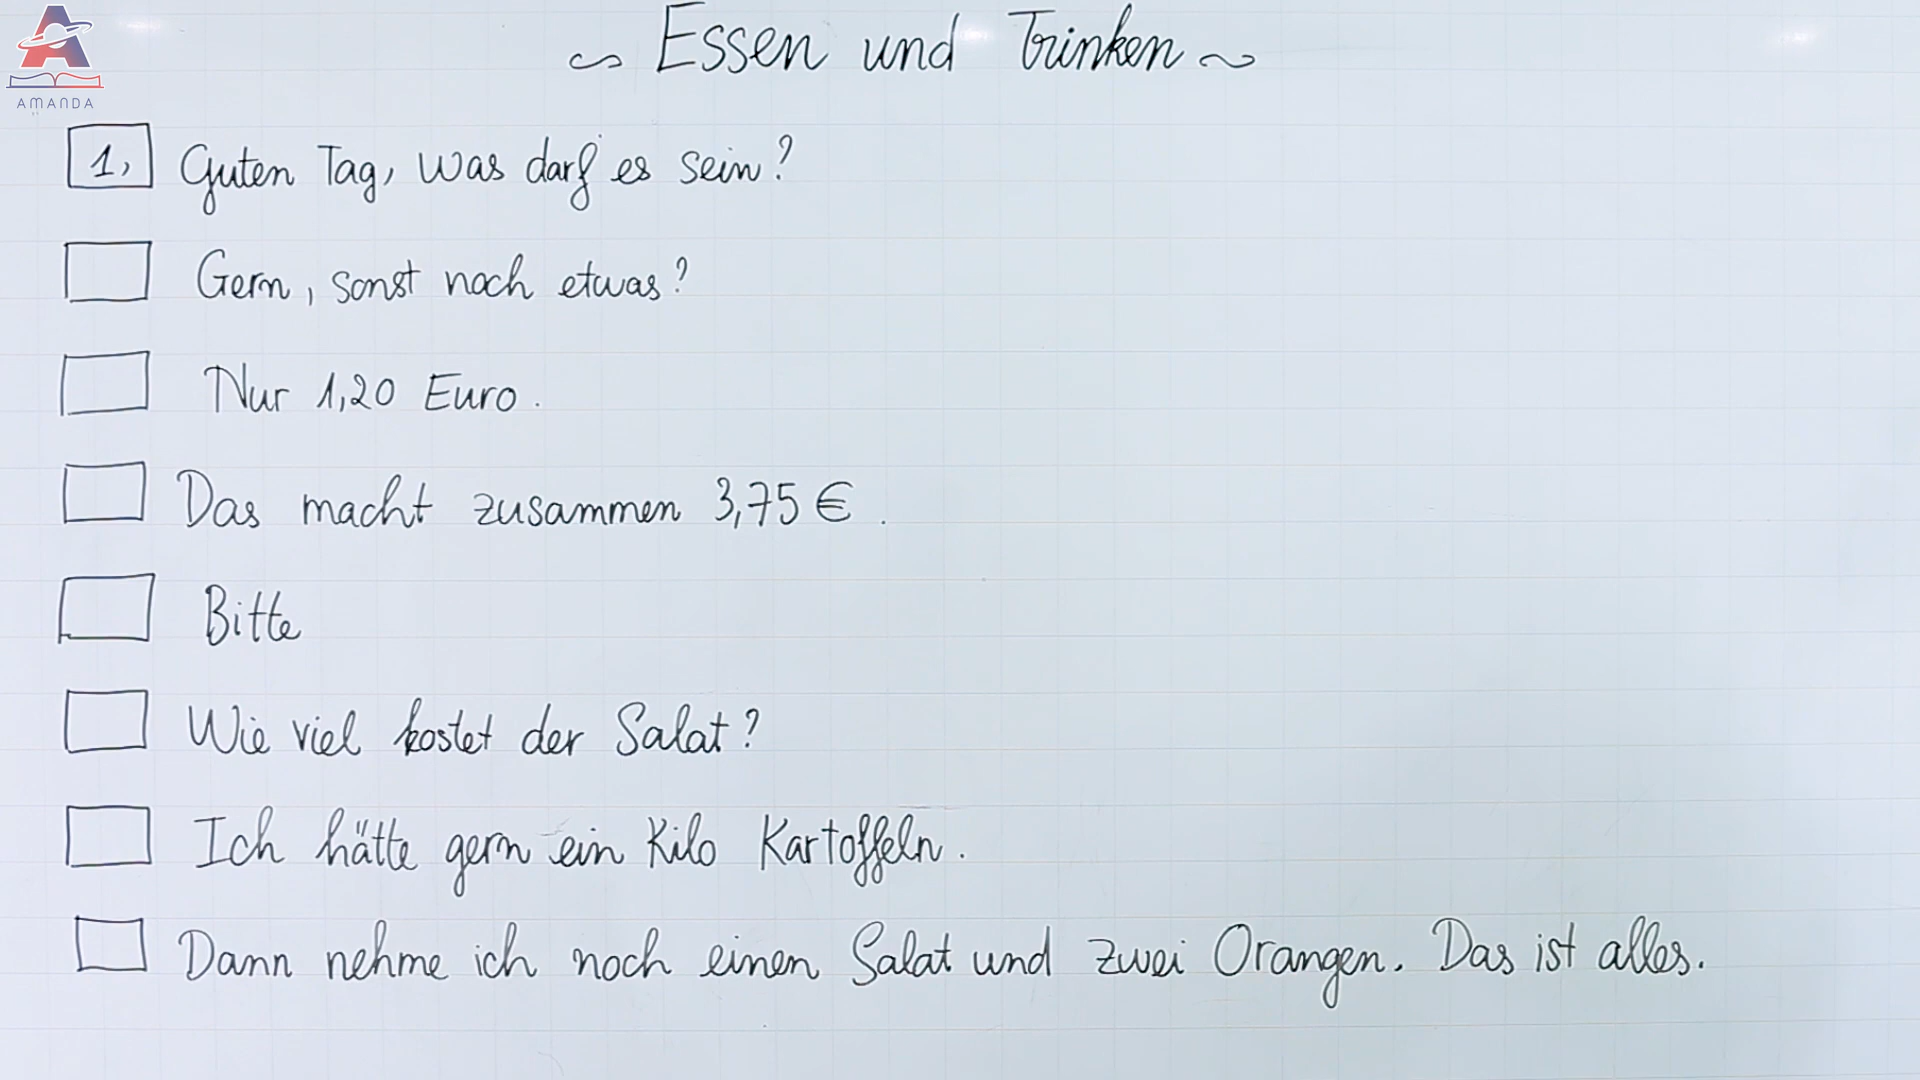 AMANDA
~ Essen und Trinken ~
1, Guten Tag, was darf es sein?
Gern, sonst noch etwas?
Nur 1,20 Euro.
Das macht zusammen 3,75 €.
Bitte
Wie viel kostet der Salat?
Ich hätte gern ein Kilo Kartoffeln.
Dann nehme ich noch einen Salat und zwei Orangen. Das ist alles.